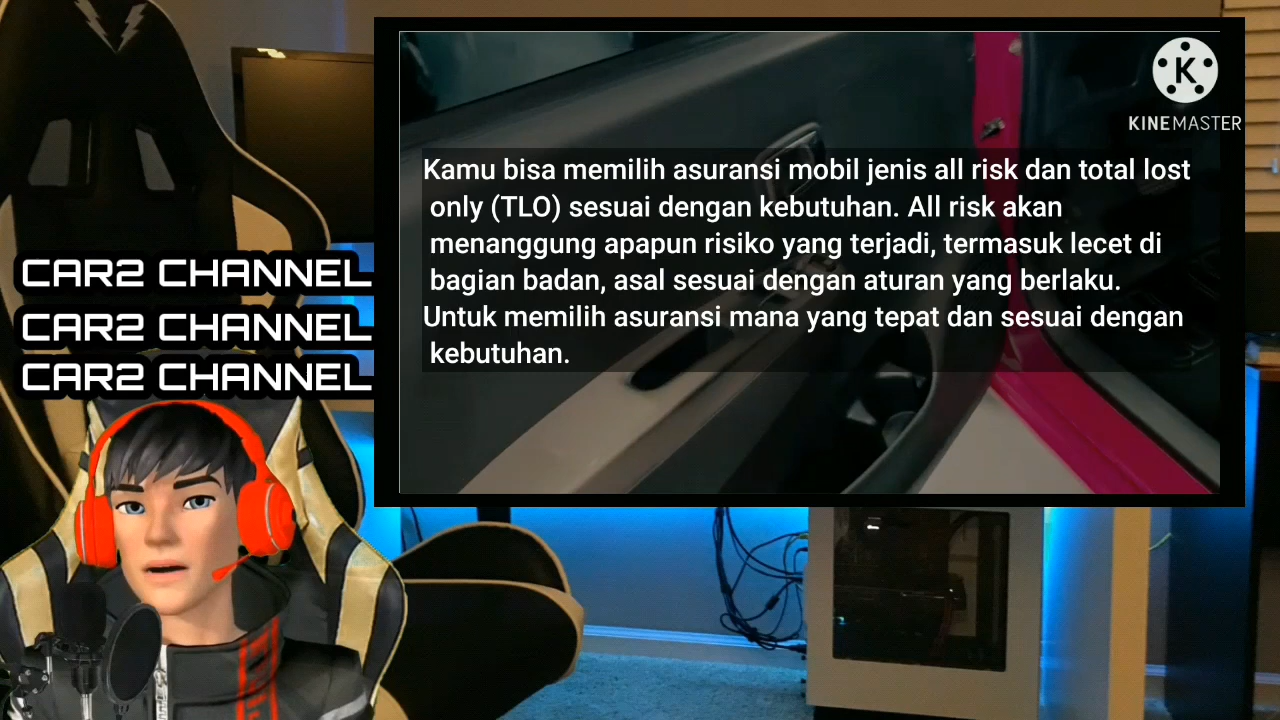 K
KINEMASTER
Kamu bisa memilih asuransi mobil jenis all risk dan total lost
only (TLO) sesuai dengan kebutuhan. All risk akan
menanggung apapun risiko yang terjadi, termasuk lecet di
bagian badan, asal sesuai dengan aturan yang berlaku.
Untuk memilih asuransi mana yang tepat dan sesuai dengan
kebutuhan.
CAR2 CHANNEL
CAR2 CHANNEL
CAR2 CHANNEL